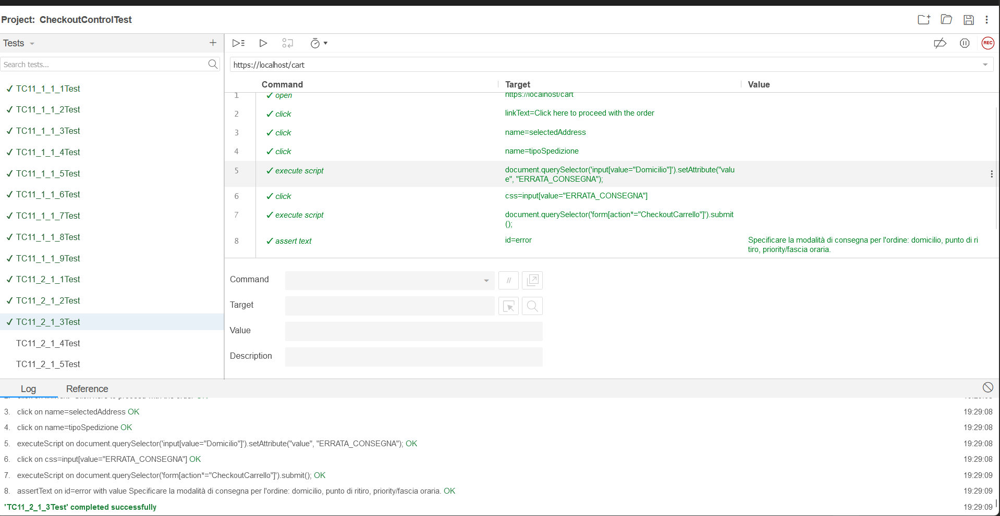 Project: CheckoutControlTest
Tests
REC
Search tests...
https://localhost/cart
Command Target Value
TC11_1_1_1Test
TC11_1_1_2Test
TC11_1_1_3Test
TC11_1_1_4Test
TC11_1_1_5Test
TC11_1_1_6Test
TC11_1_1_7Test
TC11_1_1_8Test
TC11_1_1_9Test
TC11_2_1_1Test
TC11_2_1_2Test
TC11_2_1_3Test
TC11_2_1_4Test
TC11_2_1_5Test
1 open https://localhost/cart
2 click linkText=Click here to proceed with the order
3 click name=selectedAddress
4 click name=tipoSpedizione
5 execute script document.querySelector('input[value="Domicilio"]').setAttribute("valu
e", "ERRATA_CONSEGNA");
6 click css=input[value="ERRATA_CONSEGNA"]
7 execute script document.querySelector('form[action*="CheckoutCarrello"]').submit
();
8 assert text id=error Specificare la modalità di consegna per l'ordine: domicilio, punto di ri
tiro, priority/fascia oraria.
Command //
Target
Value
Description
Log Reference
3. click on name=selectedAddress OK 19:29:08
4. click on name=tipoSpedizione OK 19:29:08
5. executeScript on document.querySelector('input[value="Domicilio"]').setAttribute("value", "ERRATA_CONSEGNA"); OK 19:29:08
6. click on css=input[value="ERRATA_CONSEGNA"] OK 19:29:08
7. executeScript on document.querySelector('form[action*="CheckoutCarrello"]').submit(); OK 19:29:09
8. assertText on id=error with value Specificare la modalità di consegna per l'ordine: domicilio, punto di ritiro, priority/fascia oraria. OK 19:29:09
'TC11_2_1_3Test' completed successfully 19:29:09